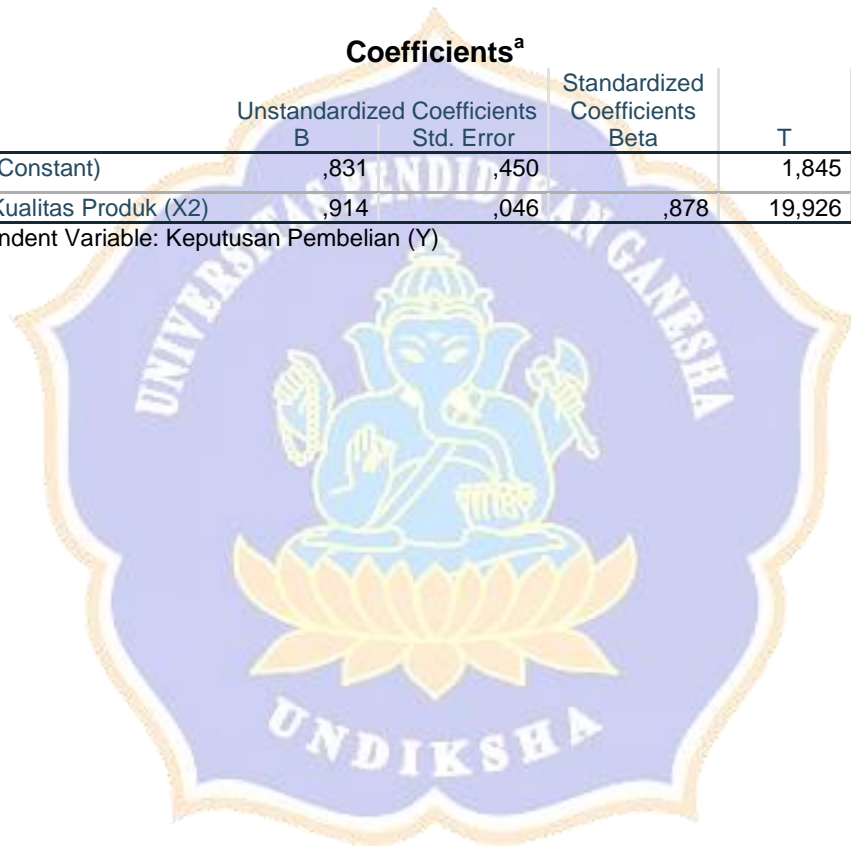 Coefficientsᵃ
Unstandardized Coefficients Standardized Coefficients
B Std. Error Beta T
Constant) ,831 ,450 1,845
Kualitas Produk (X2) ,914 ,046 ,878 19,926
ndent Variable: Keputusan Pembelian (Y)
UNIVERSITAS PENDIDIKAN GANESHA
UNDIKSHA